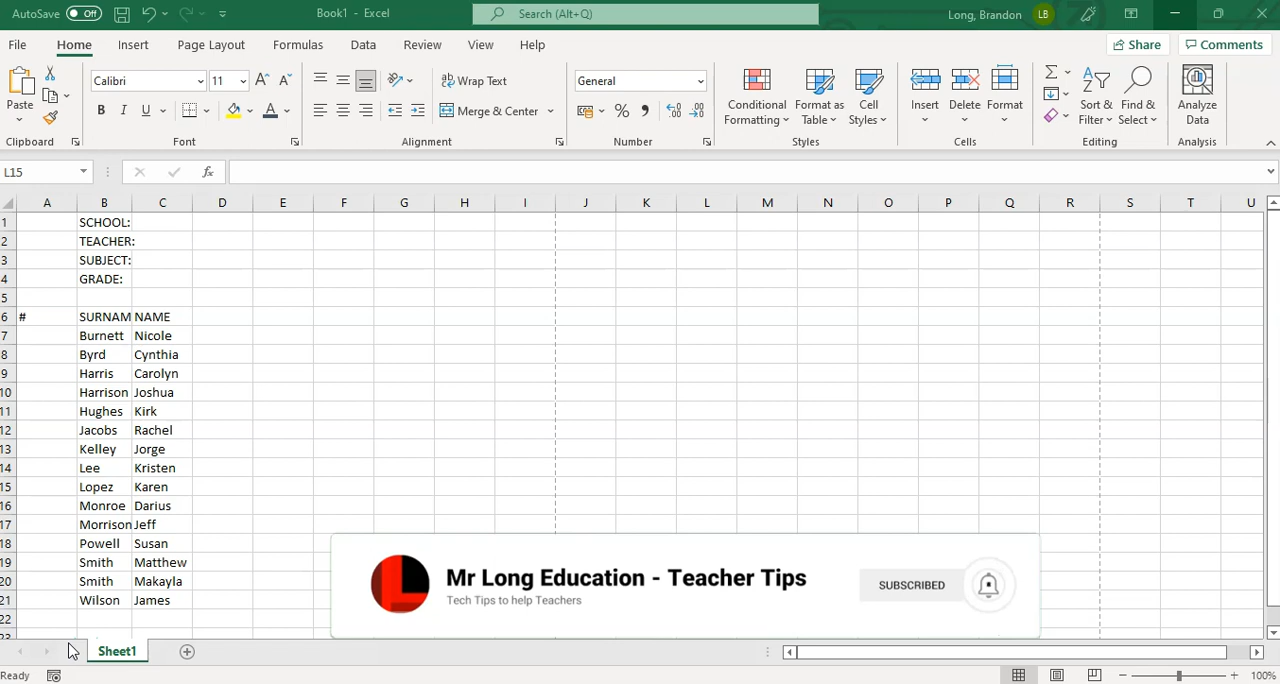 AutoSave Off Book1 - Excel Search (Alt+Q) Long, Brandon LB
File Home Insert Page Layout Formulas Data Review View Help Share Comments
Calibri 11 Wrap Text General
Paste B I U Merge & Center % Conditional Formatting Format as Table Cell Styles Insert Delete Format Sort & Filter Find & Select Analyze Data
Clipboard Font Alignment Number Styles Cells Editing Analysis
L15 fx
A B C D E F G H I J K L M N O P Q R S T U
1 SCHOOL:
2 TEACHER:
3 SUBJECT:
4 GRADE:
5
6 # SURNAM NAME
7 Burnett Nicole
8 Byrd Cynthia
9 Harris Carolyn
10 Harrison Joshua
11 Hughes Kirk
12 Jacobs Rachel
13 Kelley Jorge
14 Lee Kristen
15 Lopez Karen
16 Monroe Darius
17 Morrison Jeff
18 Powell Susan
19 Smith Matthew
20 Smith Makayla
21 Wilson James
22
23
Mr Long Education - Teacher Tips
Tech Tips to help Teachers
SUBSCRIBED
Sheet1
Ready 100%